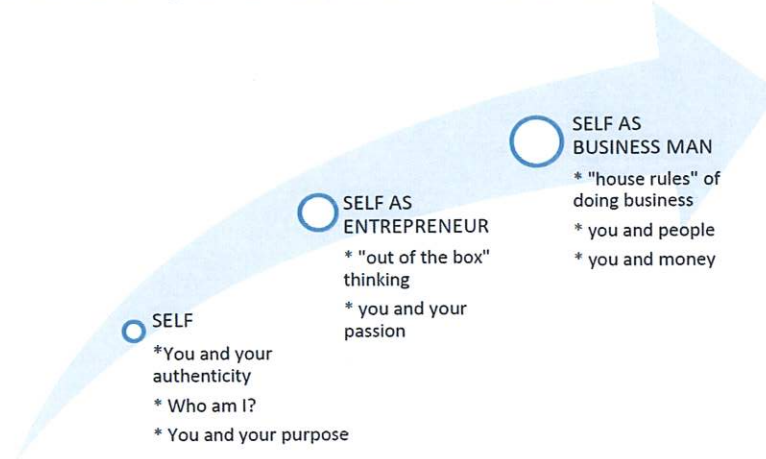 SELF
*You and your
authenticity
* Who am I?
* You and your purpose
SELF AS
ENTREPRENEUR
* "out of the box"
thinking
* you and your
passion
SELF AS
BUSINESS MAN
* "house rules" of
doing business
* you and people
* you and money